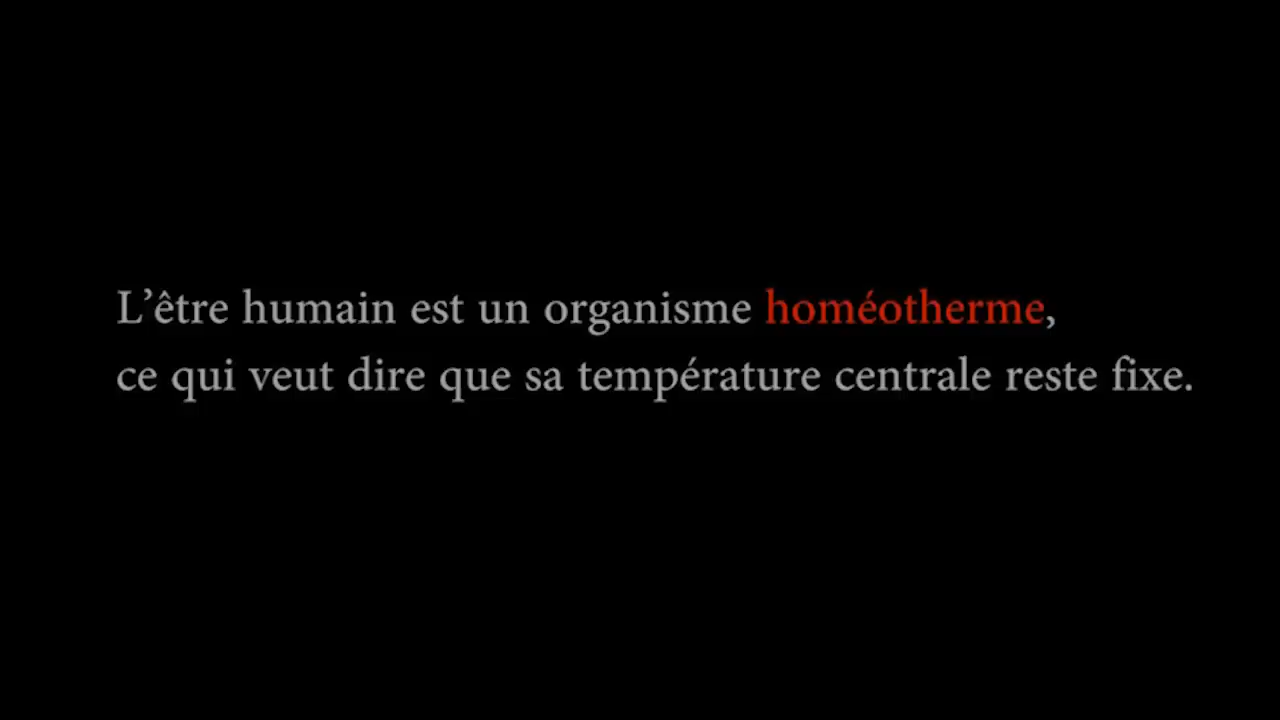 L’être humain est un organisme homéotherme,
ce qui veut dire que sa température centrale reste fixe.